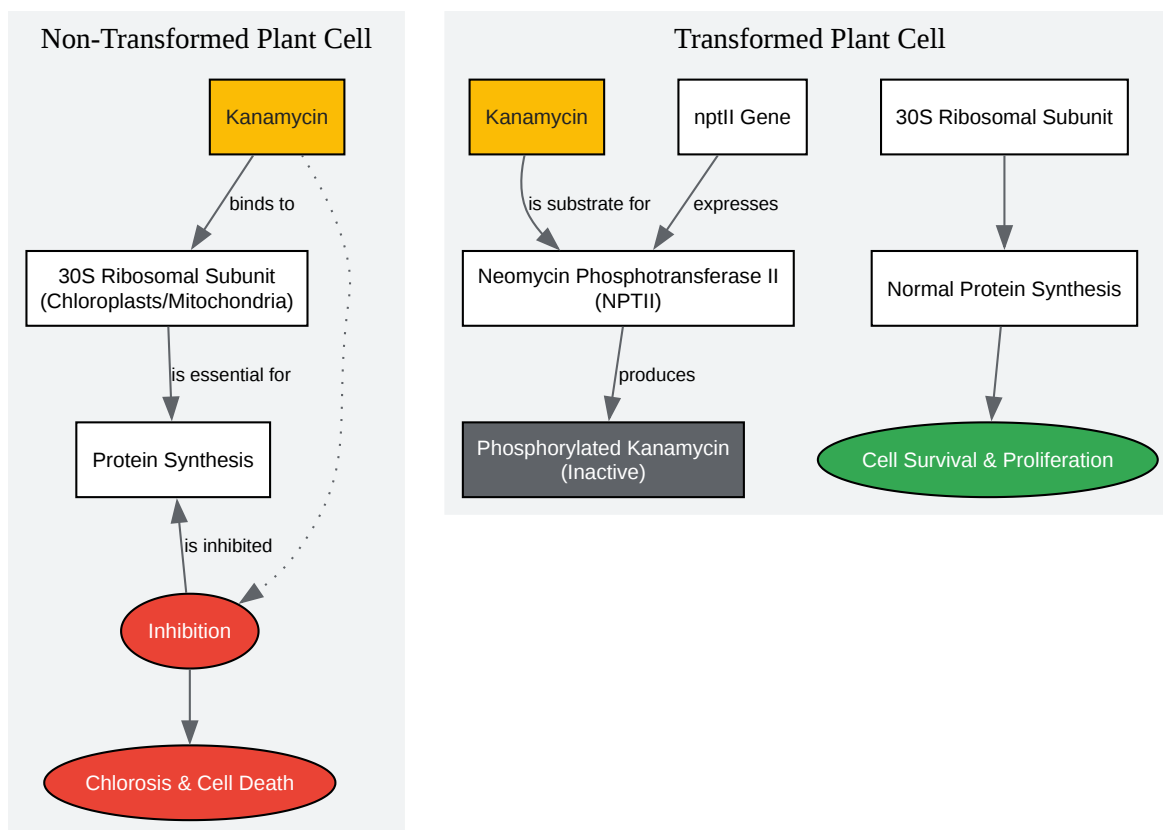 Non-Transformed Plant Cell
Kanamycin
binds to
30S Ribosomal Subunit
(Chloroplasts/Mitochondria)
is essential for
Protein Synthesis
is inhibited
Inhibition
Chlorosis & Cell Death
Transformed Plant Cell
Kanamycin
nptII Gene
30S Ribosomal Subunit
is substrate for
expresses
Neomycin Phosphotransferase II
(NPTII)
Normal Protein Synthesis
produces
Phosphorylated Kanamycin
(Inactive)
Cell Survival & Proliferation